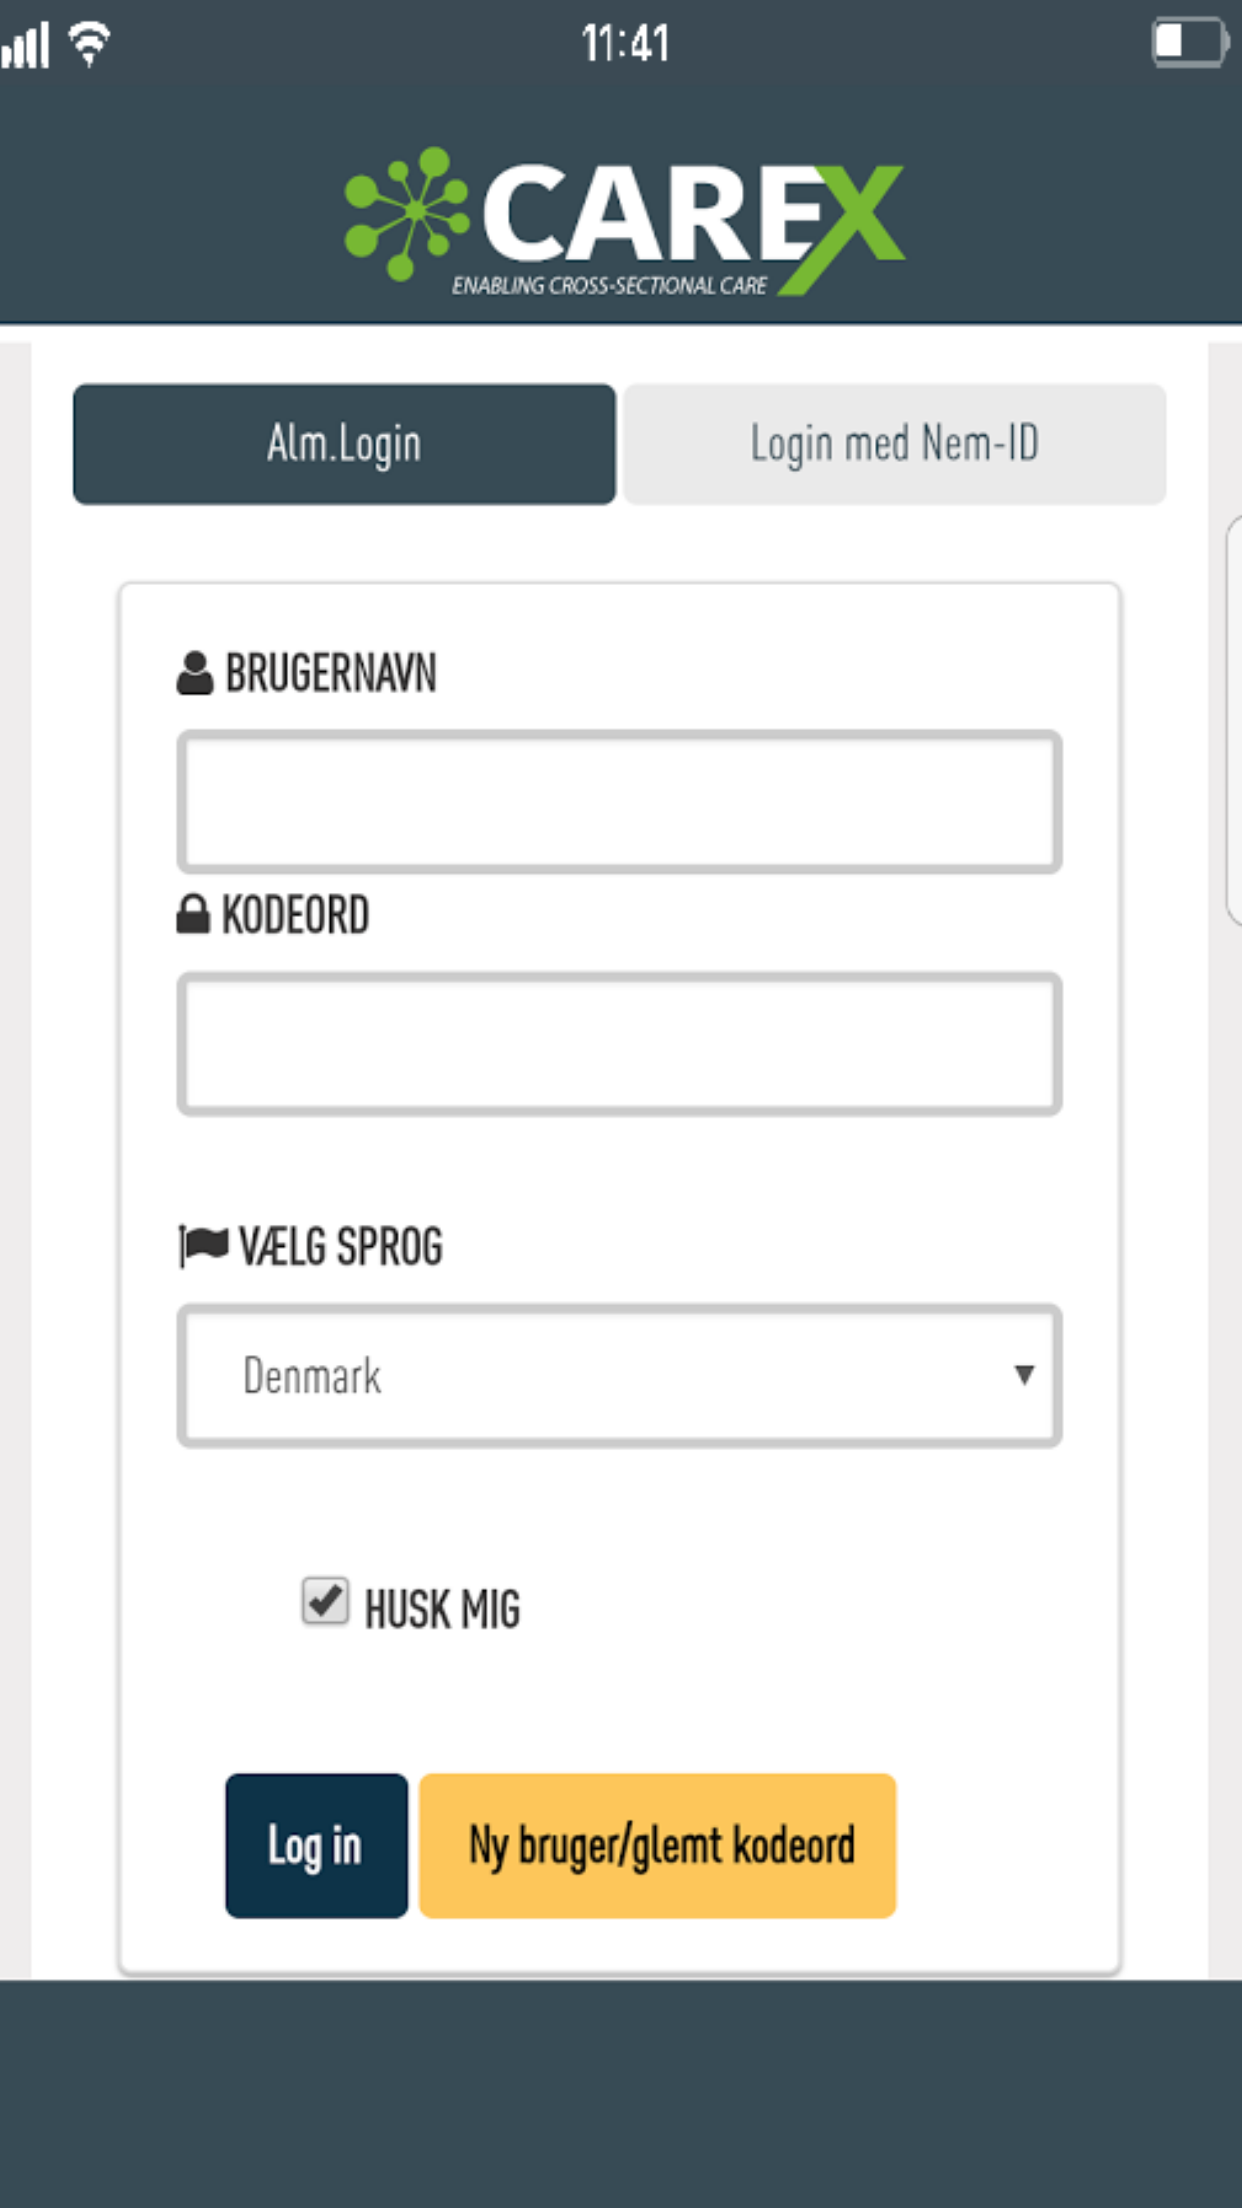 11:41
CAREX
ENABLING CROSS-SECTIONAL CARE
Alm.Login
Login med Nem-ID
BRUGERNAVN
KODEORD
VÆLG SPROG
Denmark
HUSK MIG
Log in
Ny bruger/glemt kodeord